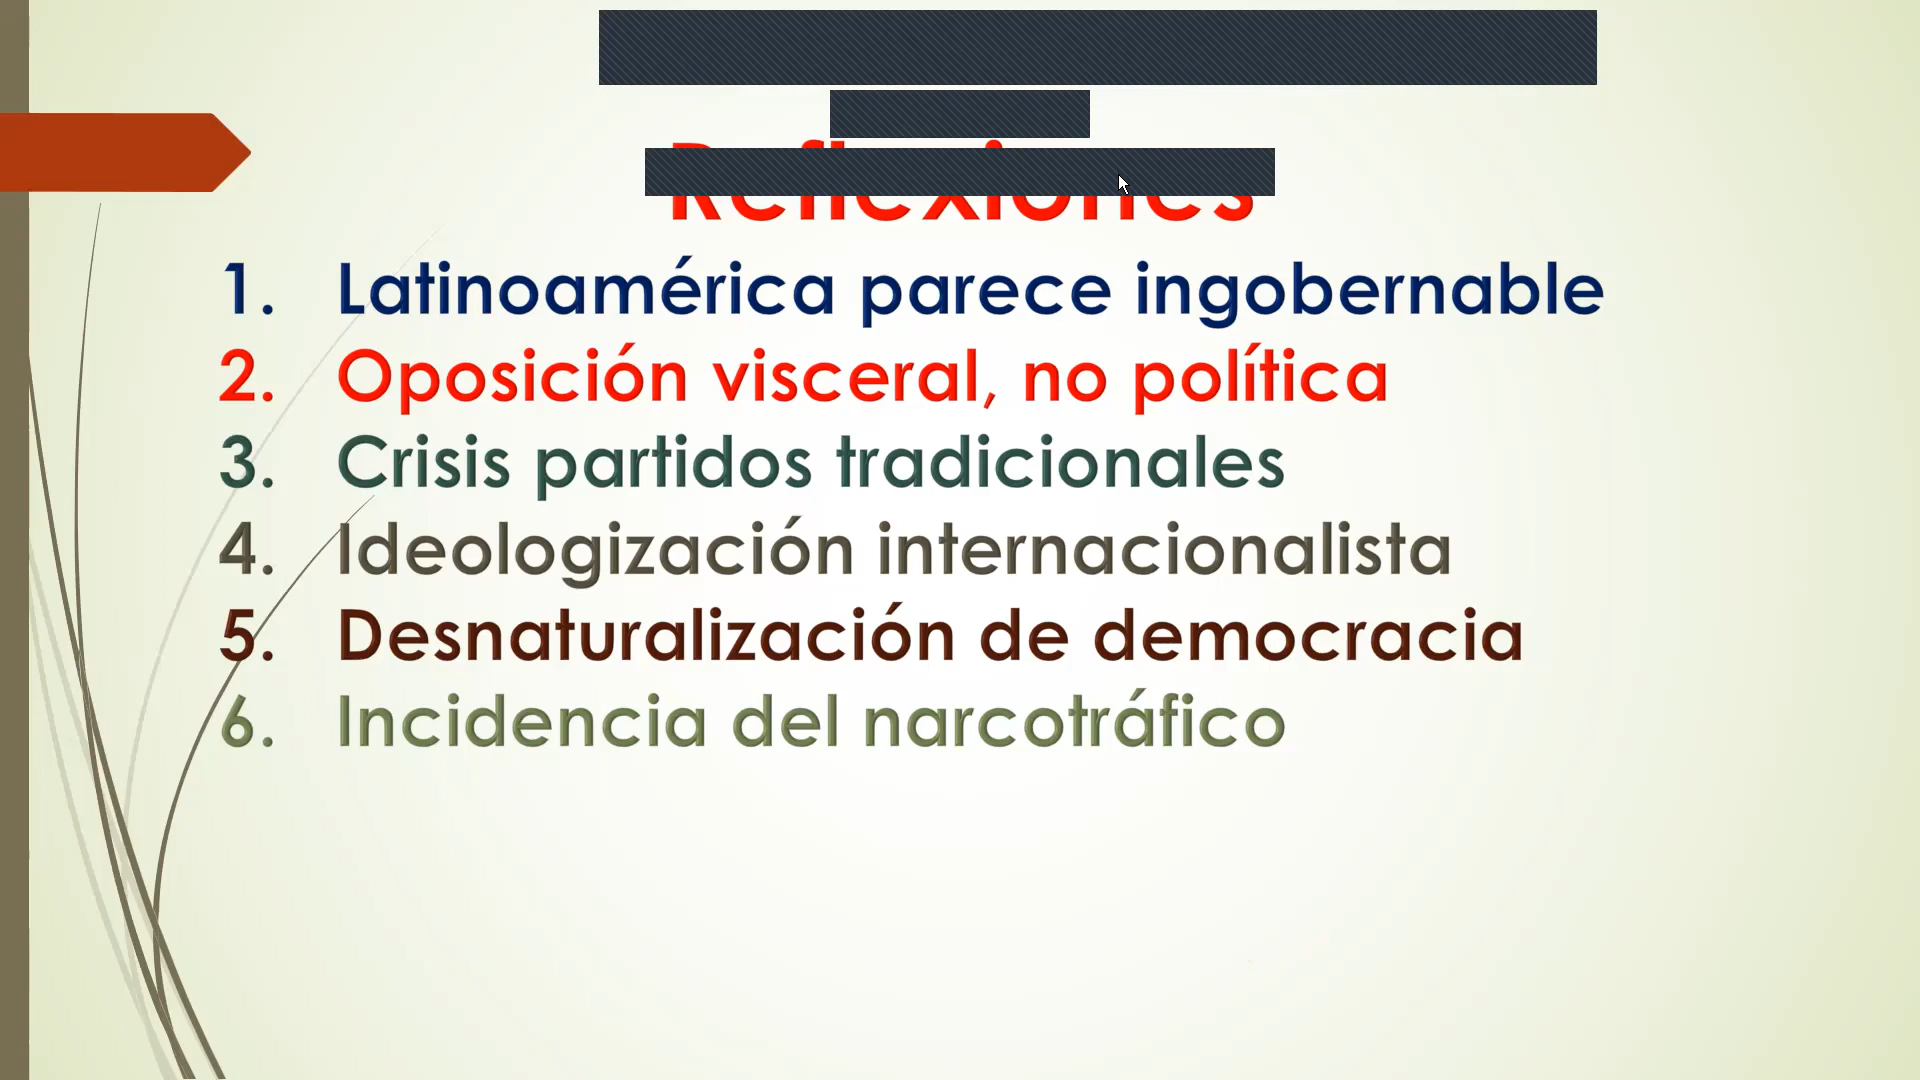 Reflexiones
1. Latinoamérica parece ingobernable
2. Oposición visceral, no política
3. Crisis partidos tradicionales
4. Ideologización internacionalista
5. Desnaturalización de democracia
6. Incidencia del narcotráfico